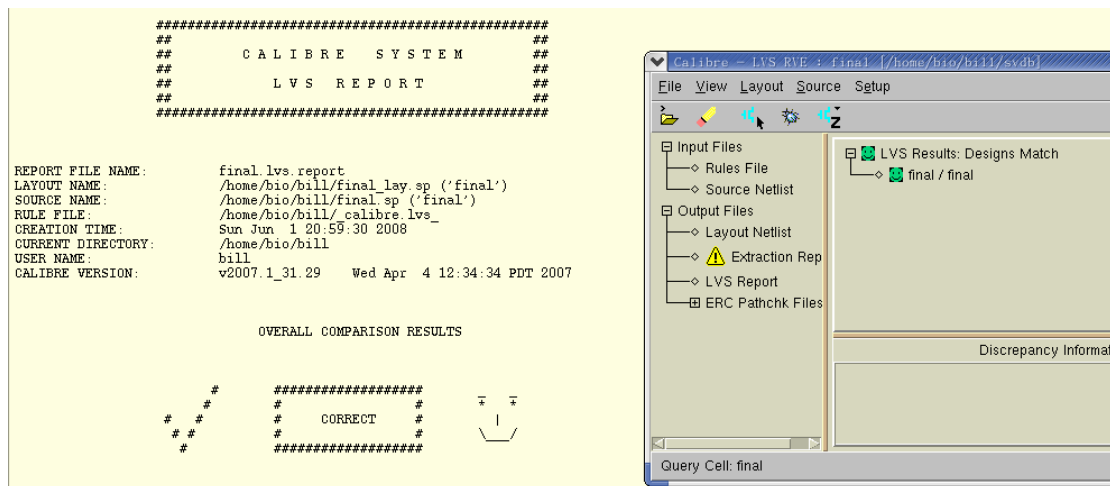 ##################################################
##                                              ##
##         C A L I B R E   S Y S T E M          ##
##                                              ##
##             L V S   R E P O R T              ##
##                                              ##
##################################################
REPORT FILE NAME: final.lvs.report
LAYOUT NAME: /home/bio/bill/final_lay.sp ('final')
SOURCE NAME: /home/bio/bill/final.sp ('final')
RULE FILE: /home/bio/bill/_calibre.lvs_
CREATION TIME: Sun Jun 1 20:59:30 2008
CURRENT DIRECTORY: /home/bio/bill
USER NAME: bill
CALIBRE VERSION: v2007.1_31.29 Wed Apr 4 12:34:34 PDT 2007
OVERALL COMPARISON RESULTS
      #       ###################       _   _
     #        #                 #       *   *
#   #         #     CORRECT     #         |
 # #          #                 #       \___/
  #           ###################
Calibre - LVS RVE : final [/home/bio/bill/svdb]
File View Layout Source Setup
Input Files
Rules File
Source Netlist
Output Files
Layout Netlist
Extraction Rep
LVS Report
ERC Pathchk Files
LVS Results: Designs Match
final / final
Discrepancy Informat
Query Cell: final